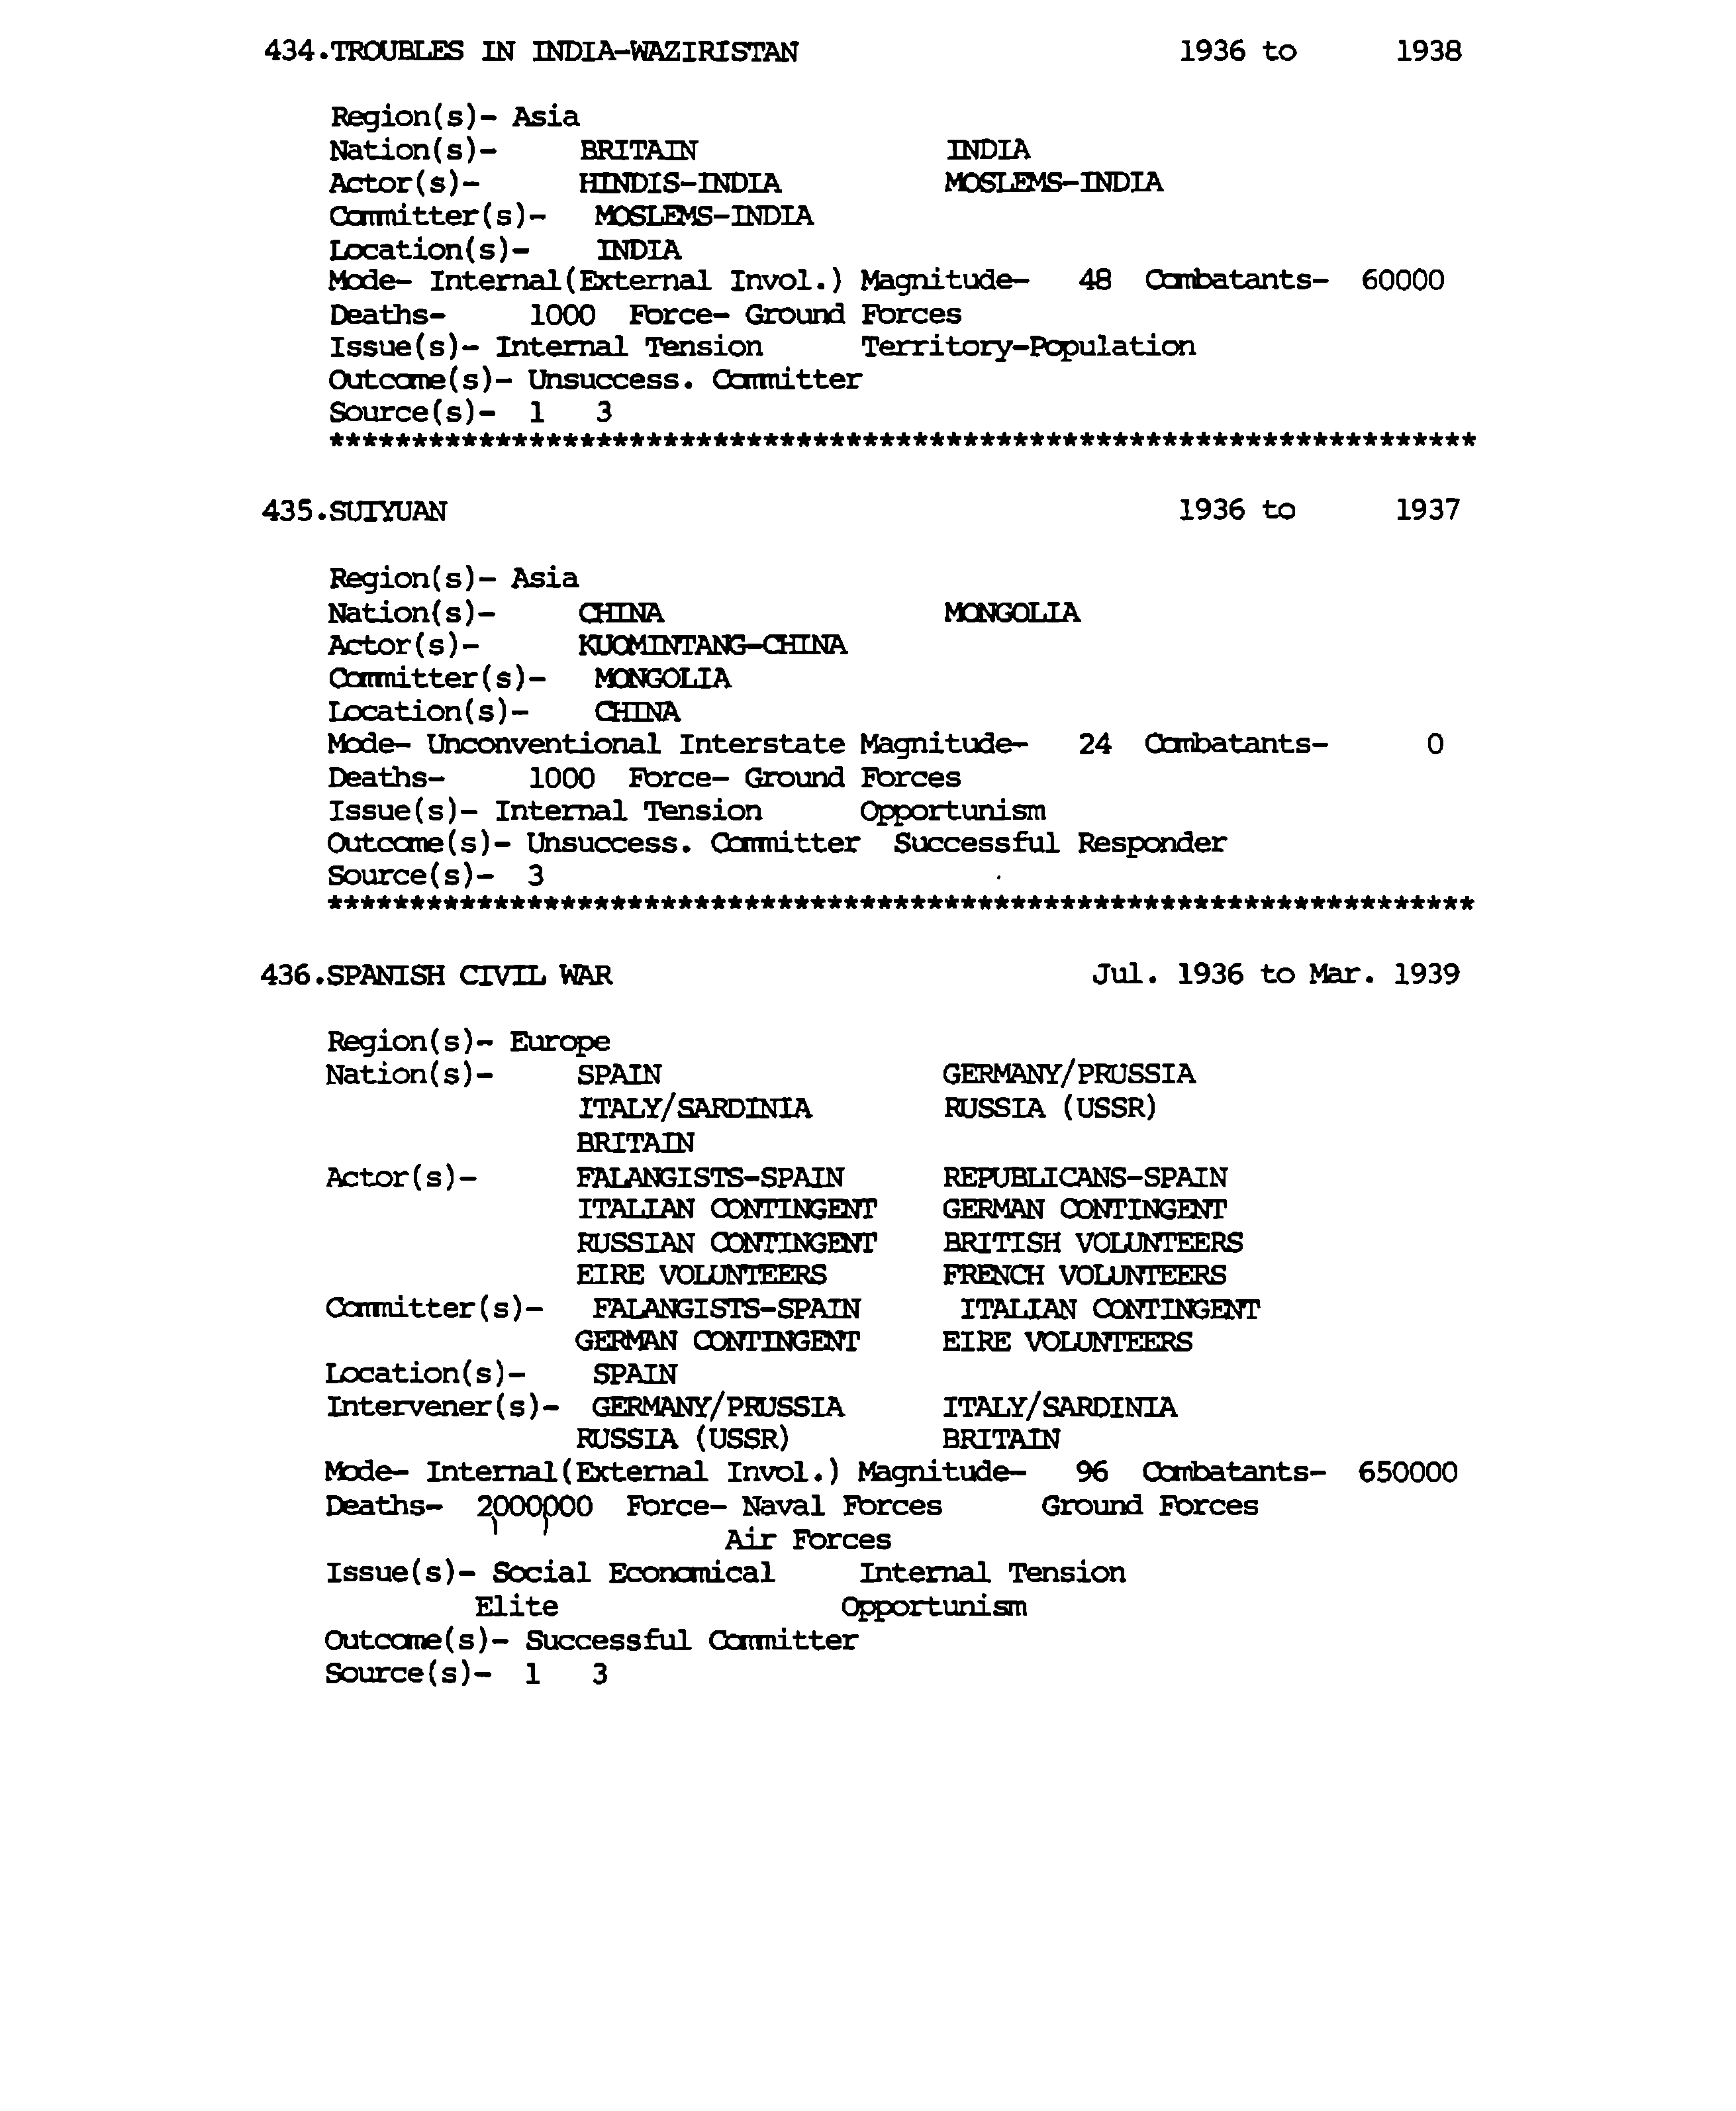 434.TROUBLES IN INDIA-WAZIRISTAN 1936 to 1938
Region(s)- Asia
Nation(s)- BRITAIN INDIA
Actor(s)- HINDIS-INDIA MOSLEMS-INDIA
Committer(s)- MOSLEMS-INDIA
Location(s)- INDIA
Mode- Internal(External Invol.) Magnitude- 48 Combatants- 60000
Deaths- 1000 Force- Ground Forces
Issue(s)- Internal Tension Territory-Population
Outcome(s)- Unsuccess. Committer
Source(s)- 1 3
*********************************************************************
435.SUIYUAN 1936 to 1937
Region(s)- Asia
Nation(s)- CHINA MONGOLIA
Actor(s)- KUOMINTANG-CHINA
Committer(s)- MONGOLIA
Location(s)- CHINA
Mode- Unconventional Interstate Magnitude- 24 Combatants- 0
Deaths- 1000 Force- Ground Forces
Issue(s)- Internal Tension Opportunism
Outcome(s)- Unsuccess. Committer Successful Responder
Source(s)- 3
*********************************************************************
436.SPANISH CIVIL WAR Jul. 1936 to Mar. 1939
Region(s)- Europe
Nation(s)- SPAIN GERMANY/PRUSSIA
ITALY/SARDINIA RUSSIA (USSR)
BRITAIN
Actor(s)- FALANGISTS-SPAIN REPUBLICANS-SPAIN
ITALIAN CONTINGENT GERMAN CONTINGENT
RUSSIAN CONTINGENT BRITISH VOLUNTEERS
EIRE VOLUNTEERS FRENCH VOLUNTEERS
Committer(s)- FALANGISTS-SPAIN ITALIAN CONTINGENT
GERMAN CONTINGENT EIRE VOLUNTEERS
Location(s)- SPAIN
Intervener(s)- GERMANY/PRUSSIA ITALY/SARDINIA
RUSSIA (USSR) BRITAIN
Mode- Internal(External Invol.) Magnitude- 96 Combatants- 650000
Deaths- 2000000 Force- Naval Forces Ground Forces
Air Forces
Issue(s)- Social Economical Internal Tension
Elite Opportunism
Outcome(s)- Successful Committer
Source(s)- 1 3